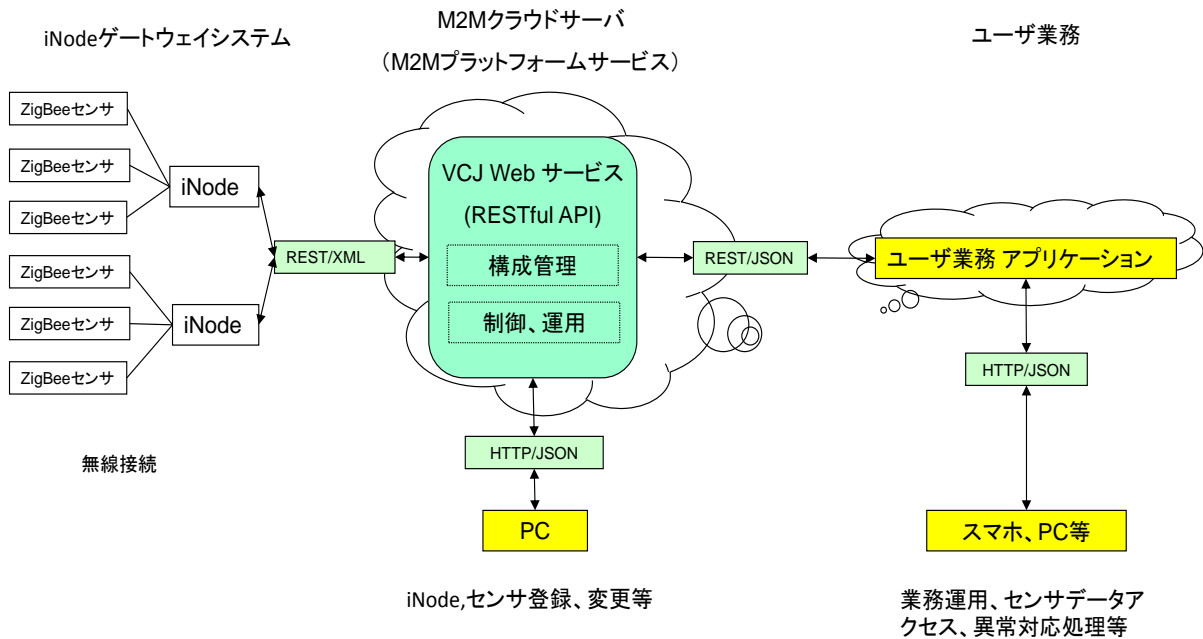 iNodeゲートウェイシステム
M2Mクラウドサーバ
（M2Mプラットフォームサービス）
ユーザ業務
ZigBeeセンサ
ZigBeeセンサ
ZigBeeセンサ
ZigBeeセンサ
ZigBeeセンサ
ZigBeeセンサ
iNode
iNode
無線接続
REST/XML
VCJ Web サービス
(RESTful API)
構成管理
制御、運用
HTTP/JSON
PC
iNode,センサ登録、変更等
REST/JSON
ユーザ業務 アプリケーション
HTTP/JSON
スマホ、PC等
業務運用、センサデータア
クセス、異常対応処理等